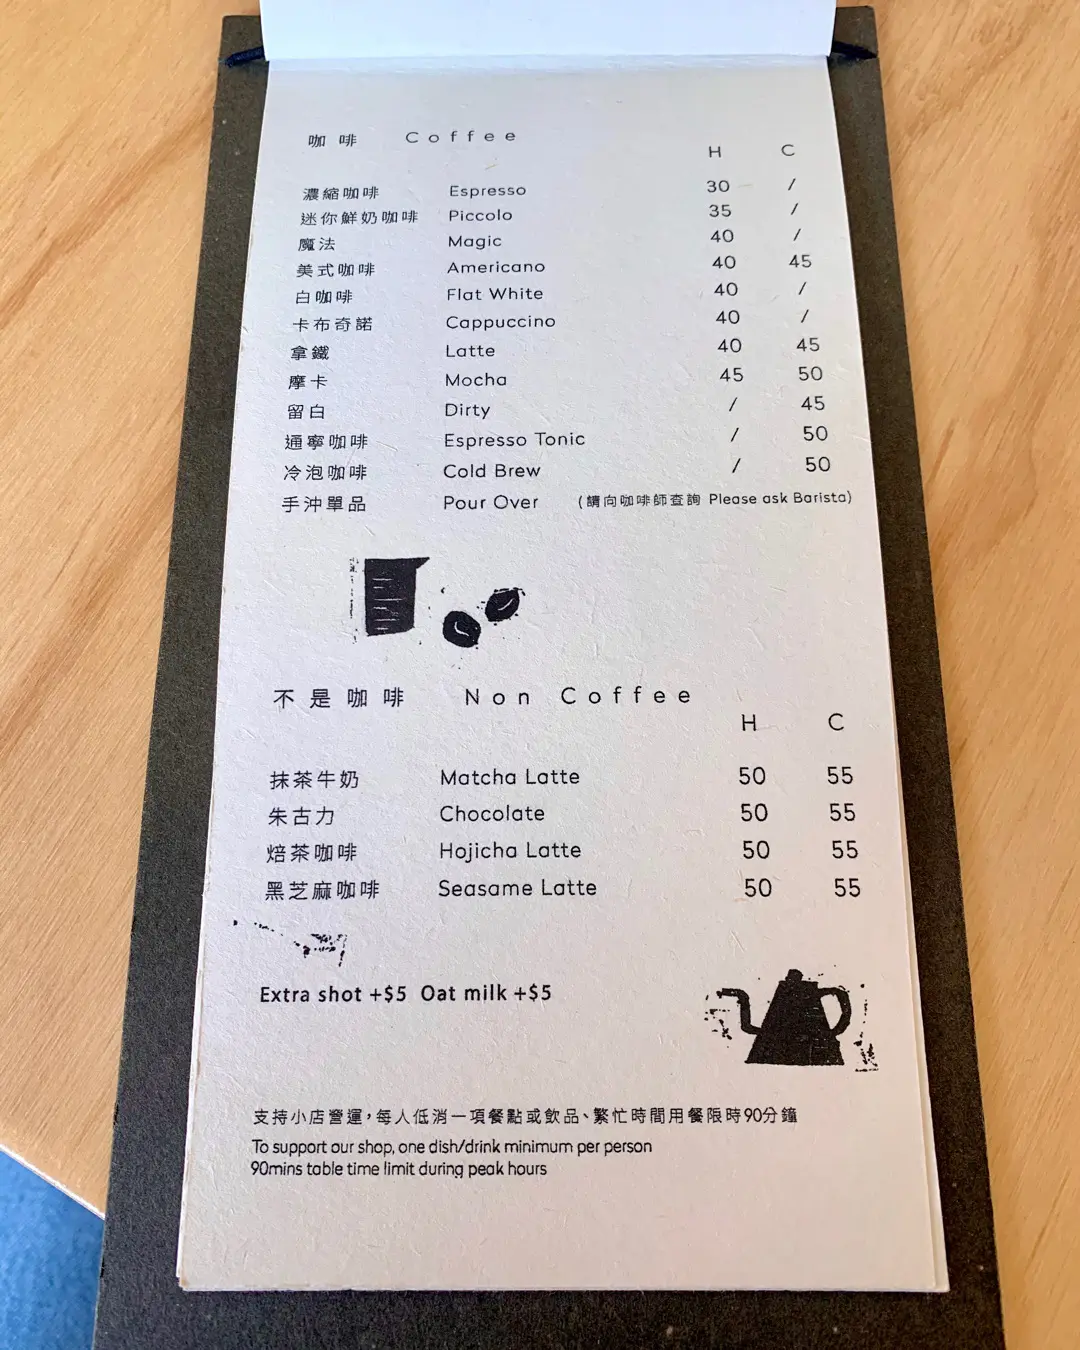 咖啡 Coffee
H C
濃縮咖啡 Espresso 30 /
迷你鮮奶咖啡 Piccolo 35 /
魔法 Magic 40 /
美式咖啡 Americano 40 45
白咖啡 Flat White 40 /
卡布奇諾 Cappuccino 40 /
拿鐵 Latte 40 45
摩卡 Mocha 45 50
留白 Dirty / 45
通寧咖啡 Espresso Tonic / 50
冷泡咖啡 Cold Brew / 50
手沖單品 Pour Over (請向咖啡師查詢 Please ask Barista)
不是咖啡 Non Coffee
H C
抹茶牛奶 Matcha Latte 50 55
朱古力 Chocolate 50 55
焙茶咖啡 Hojicha Latte 50 55
黑芝麻咖啡 Seasame Latte 50 55
Extra shot +$5 Oat milk +$5
支持小店營運，每人低消一項餐點或飲品、繁忙時間用餐限時90分鐘
To support our shop, one dish/drink minimum per person
90mins table time limit during peak hours